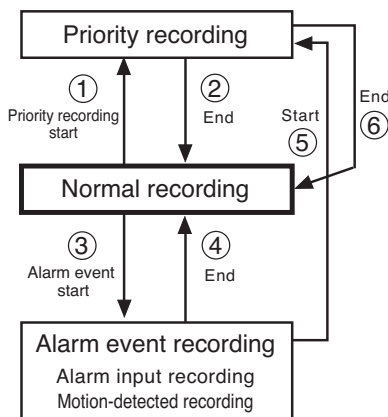 Priority recording
① Priority recording start
② End
Start ⑤
End ⑥
Normal recording
③ Alarm event start
④ End
Alarm event recording
Alarm input recording
Motion-detected recording